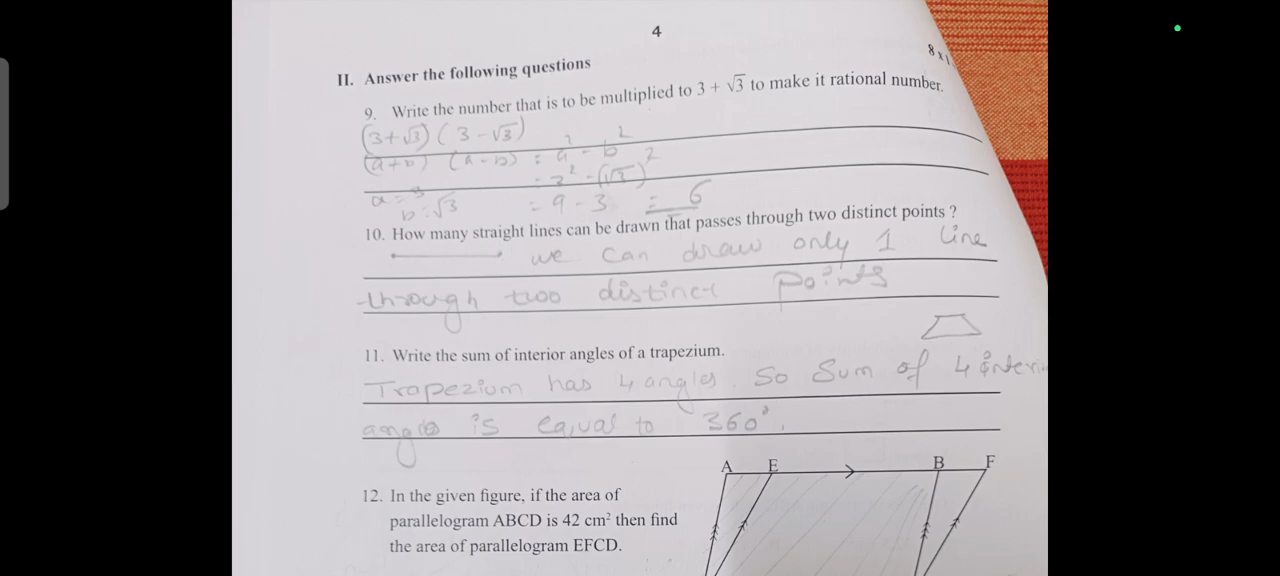 4
8 x 1
II. Answer the following questions
9. Write the number that is to be multiplied to 3 + √3 to make it rational number.
(3+√3) (3-√3)
(a+b) (a-b) = a² - b²
= 3² - (√3)²
a = 3
b = √3 = 9 - 3 = 6
10. How many straight lines can be drawn that passes through two distinct points ?
we can draw only 1 line
through two distinct points
11. Write the sum of interior angles of a trapezium.
Trapezium has 4 angles. So Sum of 4 interi
is equal to 360°.
A E B F
12. In the given figure, if the area of
parallelogram ABCD is 42 cm² then find
the area of parallelogram EFCD.